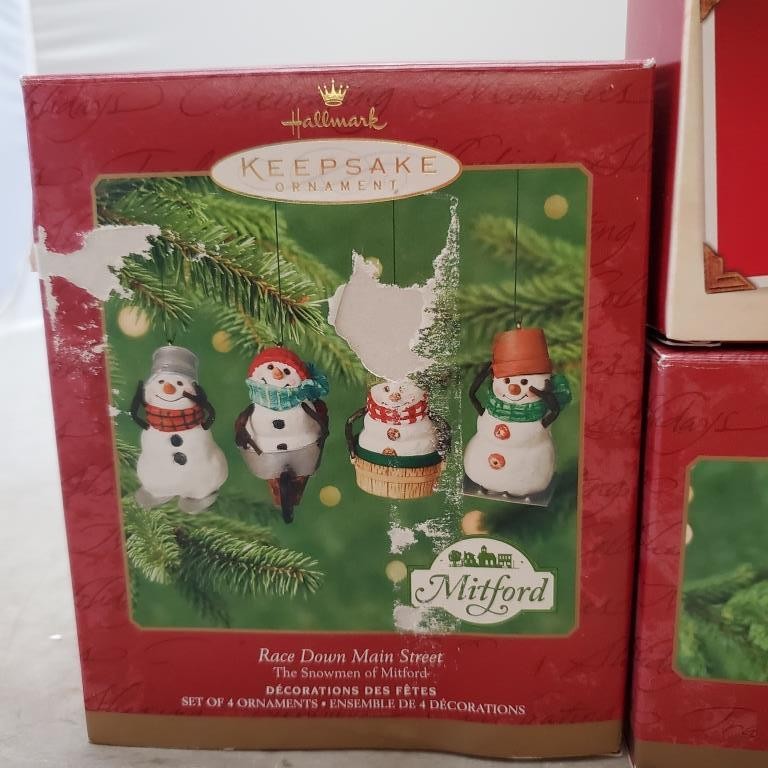 Hallmark
KEEPSAKE
ORNAMENT
Mitford
Race Down Main Street
The Snowmen of Mitford
DÉCORATIONS DES FÊTES
SET OF 4 ORNAMENTS • ENSEMBLE DE 4 DÉCORATIONS